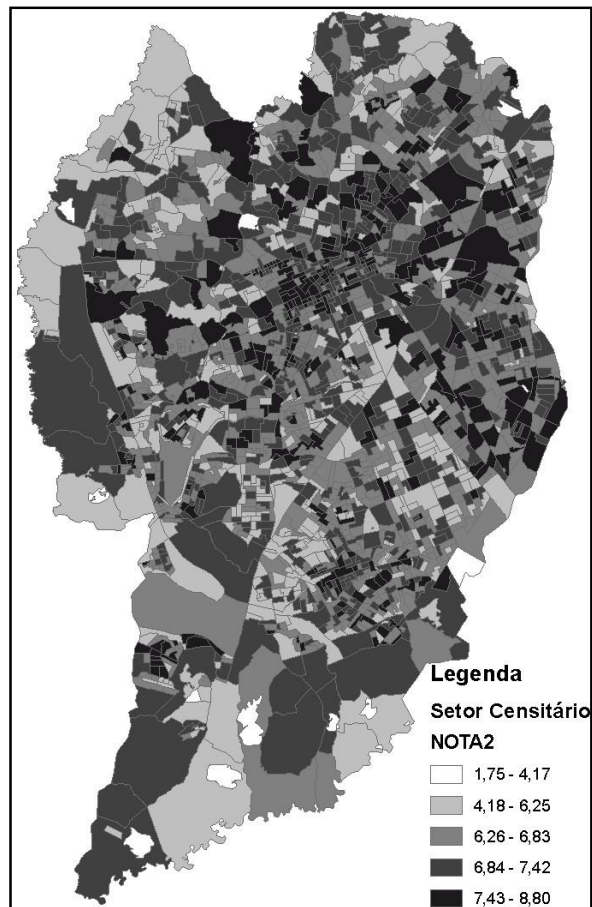 Legenda
Setor Censitário
NOTA2
1,75 - 4,17
4,18 - 6,25
6,26 - 6,83
6,84 - 7,42
7,43 - 8,80